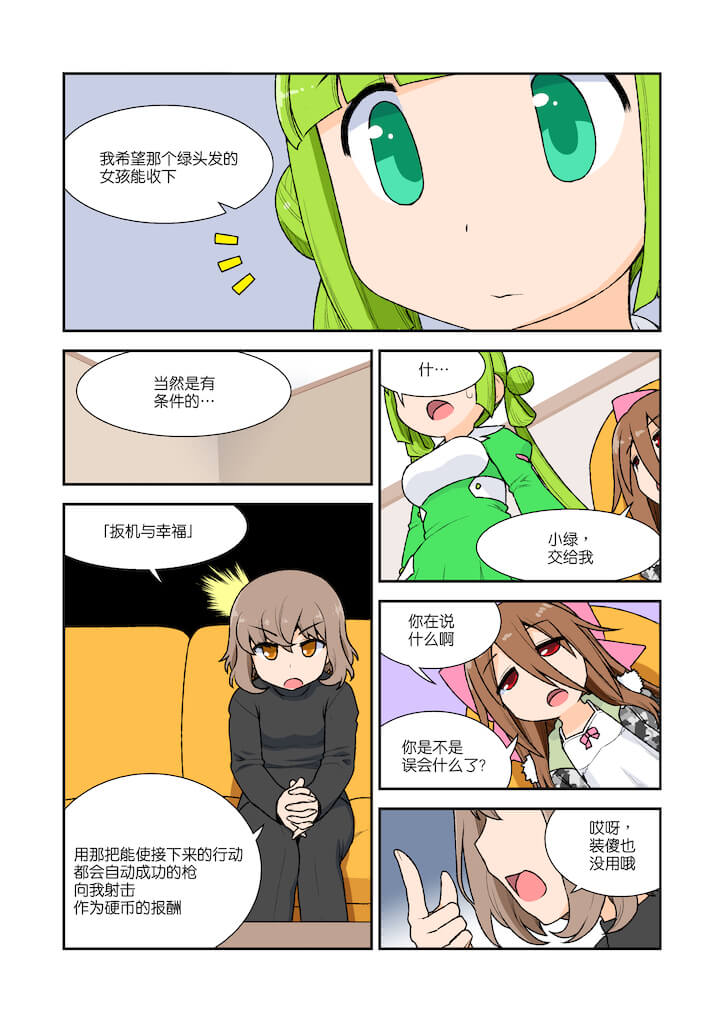 我希望那个绿头发的
女孩能收下
当然是有
条件的…
「扳机与幸福」
用那把能使接下来的行动
都会自动成功的枪
向我射击
作为硬币的报酬
什…
小绿，
交给我
你在说
什么啊
你是不是
误会什么了?
哎呀，
装傻也
没用哦